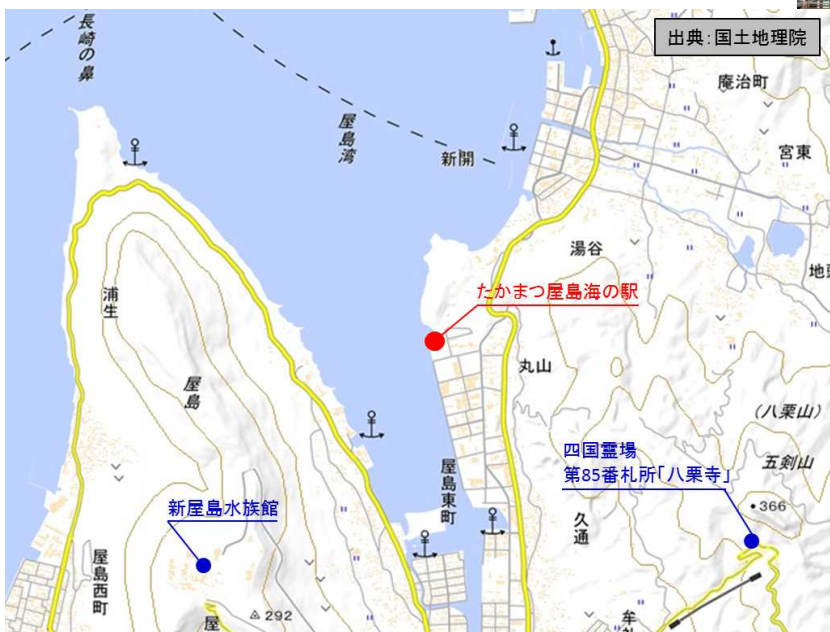 出典：国土地理院
長崎の鼻
庵治町
屋島湾
新開
宮東
湯谷
たかまつ屋島海の駅
浦生
丸山
屋島
（八栗山）
四国霊場
第85番札所「八栗寺」
五剣山
屋島東町
366
新屋島水族館
久通
屋島西町
292